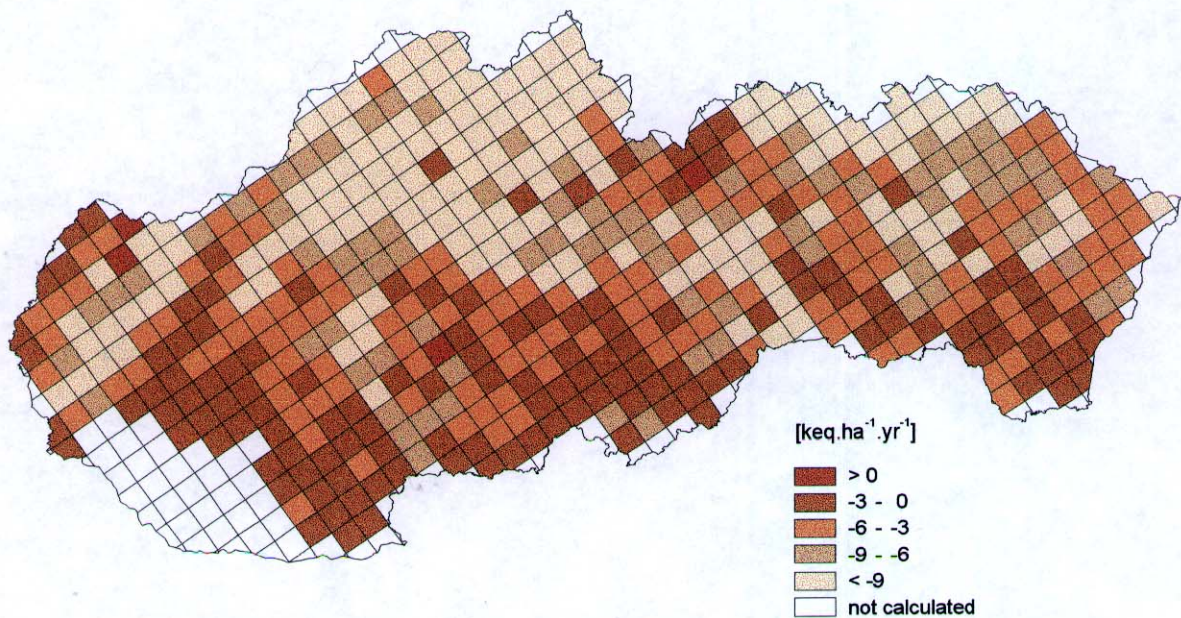 [keq.ha⁻¹.yr⁻¹]
> 0
-3 - 0
-6 - -3
-9 - -6
< -9
not calculated